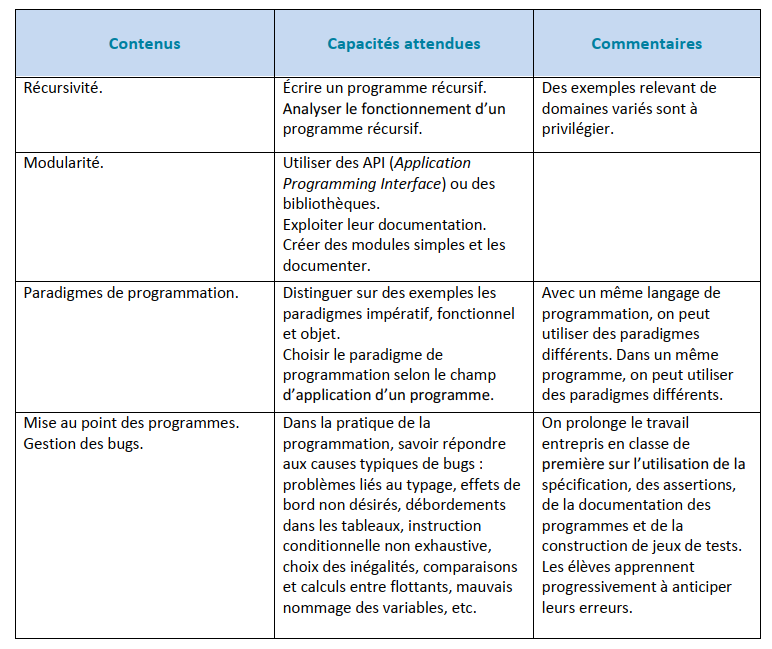 Contenus
Capacités attendues
Commentaires
Récursivité.
Écrire un programme récursif.
Analyser le fonctionnement d’un
programme récursif.
Des exemples relevant de
domaines variés sont à
privilégier.
Modularité.
Utiliser des API (Application
Programming Interface) ou des
bibliothèques.
Exploiter leur documentation.
Créer des modules simples et les
documenter.
Paradigmes de programmation.
Distinguer sur des exemples les
paradigmes impératif, fonctionnel
et objet.
Choisir le paradigme de
programmation selon le champ
d’application d’un programme.
Avec un même langage de
programmation, on peut
utiliser des paradigmes
différents. Dans un même
programme, on peut utiliser
des paradigmes différents.
Mise au point des programmes.
Gestion des bugs.
Dans la pratique de la
programmation, savoir répondre
aux causes typiques de bugs :
problèmes liés au typage, effets de
bord non désirés, débordements
dans les tableaux, instruction
conditionnelle non exhaustive,
choix des inégalités, comparaisons
et calculs entre flottants, mauvais
nommage des variables, etc.
On prolonge le travail
entrepris en classe de
première sur l’utilisation de la
spécification, des assertions,
de la documentation des
programmes et de la
construction de jeux de tests.
Les élèves apprennent
progressivement à anticiper
leurs erreurs.